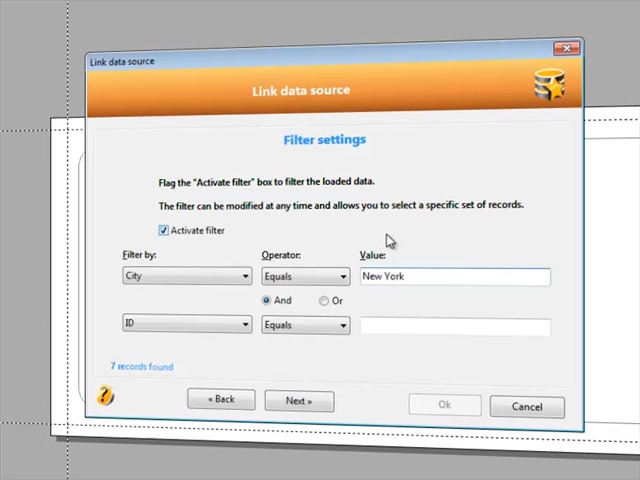 Link data source
Link data source
Filter settings
Flag the "Activate filter" box to filter the loaded data.
The filter can be modified at any time and allows you to select a specific set of records.
Activate filter
Filter by: Operator: Value:
City Equals New York
And Or
ID Equals
7 records found
? « Back Next » Ok Cancel